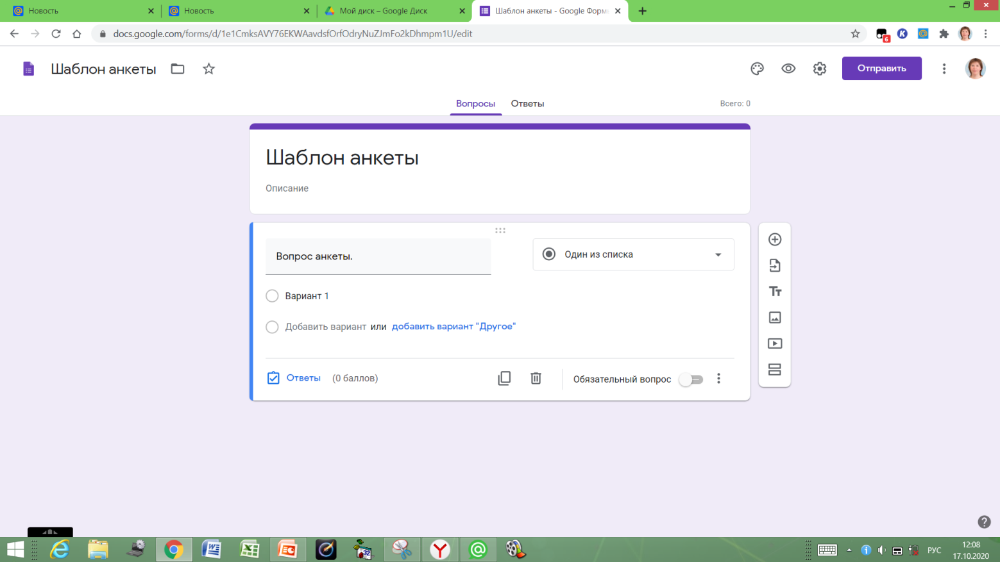 Новость
Новость
Мой диск – Google Диск
Шаблон анкеты - Google Форм
docs.google.com/forms/d/1e1CmksAVY76EKWAavdsfOrfOdryNuZJmFo2kDhmpm1U/edit
6
K
Шаблон анкеты
Отправить
Вопросы
Ответы
Всего: 0
Шаблон анкеты
Описание
Вопрос анкеты.
Один из списка
Вариант 1
Добавить вариант или добавить вариант "Другое"
Ответы (0 баллов)
Обязательный вопрос
РУС
12:08
17.10.2020